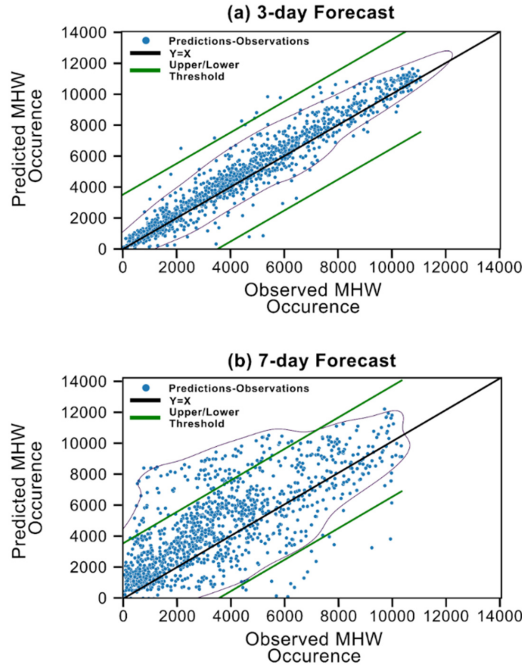 (a) 3-day Forecast
14000
12000
10000
8000
6000
4000
2000
0
Predicted MHW
Occurence
Predictions-Observations
Y=X
Upper/Lower
Threshold
0 2000 4000 6000 8000 10000 12000 14000
Observed MHW
Occurence
(b) 7-day Forecast
14000
12000
10000
8000
6000
4000
2000
0
Predicted MHW
Occurence
Predictions-Observations
Y=X
Upper/Lower
Threshold
0 2000 4000 6000 8000 10000 12000 14000
Observed MHW
Occurence